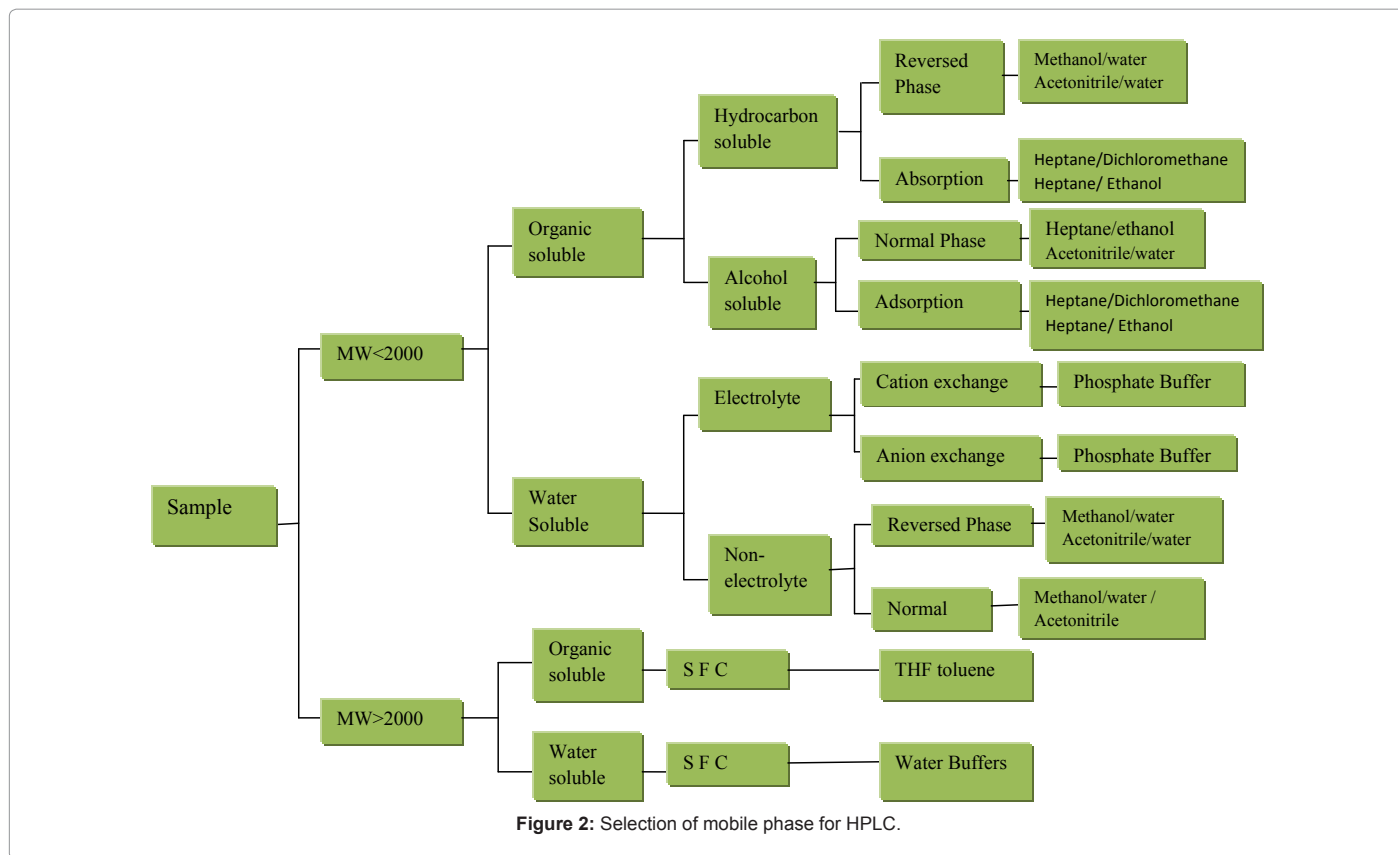 Reversed
Phase
Methanol/water
Acetonitrile/water
Hydrocarbon
soluble
Absorption
Heptane/Dichloromethane
Heptane/ Ethanol
Organic
soluble
Normal Phase
Heptane/ethanol
Acetonitrile/water
Alcohol
soluble
Adsorption
Heptane/Dichloromethane
Heptane/ Ethanol
MW<2000
Electrolyte
Cation exchange
Phosphate Buffer
Anion exchange
Phosphate Buffer
Sample
Water
Soluble
Reversed Phase
Methanol/water
Acetonitrile/water
Non-
electrolyte
Normal
Methanol/water /
Acetonitrile
Organic
soluble
S F C
THF toluene
MW>2000
Water
soluble
S F C
Water Buffers
Figure 2: Selection of mobile phase for HPLC.